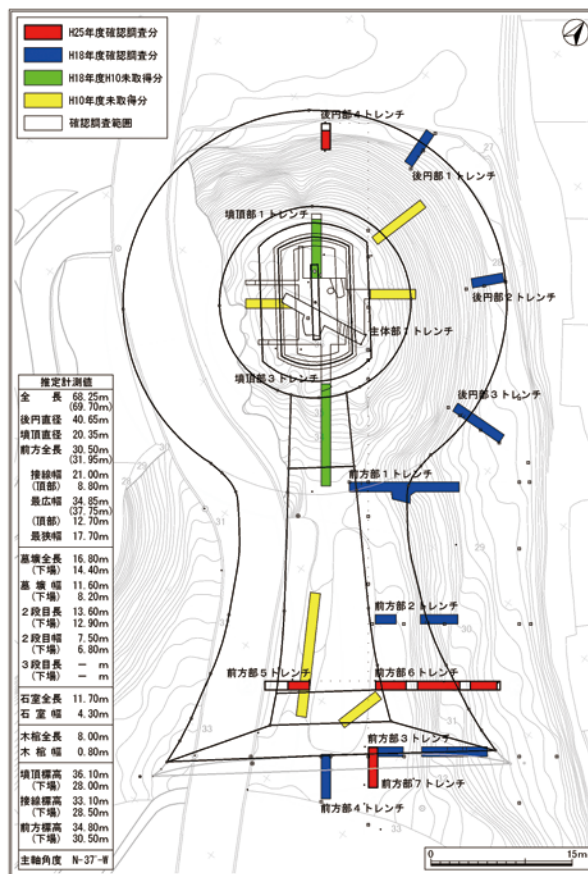 H25年度確認調査分
H18年度確認調査分
H18年度H10未取得分
H10年度未取得分
確認調査範囲
後円部4トレンチ
後円部1トレンチ
27
墳頂部1トレンチ
後円部2トレンチ
主体部1トレンチ
墳頂部3トレンチ
後円部3トレンチ
前方部1トレンチ
前方部2トレンチ
前方部5トレンチ
前方部6トレンチ
前方部3トレンチ
前方部7トレンチ
前方部4トレンチ
28
29
30
31
31
31
31
33
33
推定計測値
全 長 68.25m
(69.70m)
後円直径 40.65m
墳頂直径 20.35m
前方全長 30.50m
(31.95m)
接線幅 21.00m
(頂部) 8.80m
最広幅 34.85m
(37.75m)
(頂部) 12.70m
最狭幅 17.70m
墓壙全長 16.80m
(下場) 14.40m
墓壙幅 11.60m
(下場) 8.20m
2段目長 13.60m
(下場) 12.90m
2段目幅 7.50m
(下場) 6.80m
3段目長 − m
(下場) − m
石室全長 11.70m
石室幅 4.30m
木棺全長 8.00m
木棺幅 0.80m
墳頂標高 36.10m
(下場) 28.00m
接線標高 33.10m
(下場) 28.50m
前方標高 34.80m
(下場) 30.50m
主軸角度 N-37°-W
0 15m